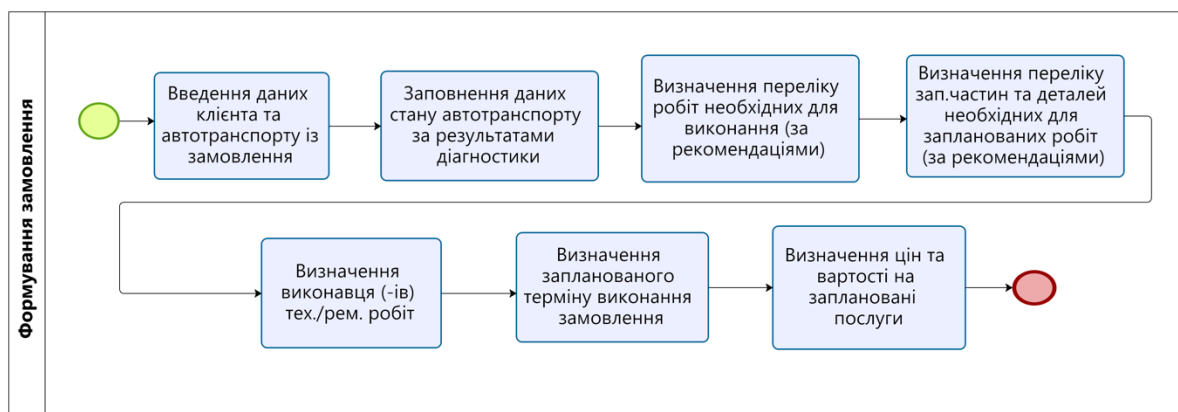 Формування замовлення
Введення даних
клієнта та
автотранспорту із
замовлення
Заповнення даних
стану автотранспорту
за результатами
діагностики
Визначення переліку
робіт необхідних для
виконання (за
рекомендаціями)
Визначення переліку
зап.частин та деталей
необхідних для
запланованих робіт
(за рекомендаціями)
Визначення
виконавця (-ів)
тех./рем. робіт
Визначення
запланованого
терміну виконання
замовлення
Визначення цін та
вартості на
заплановані
послуги